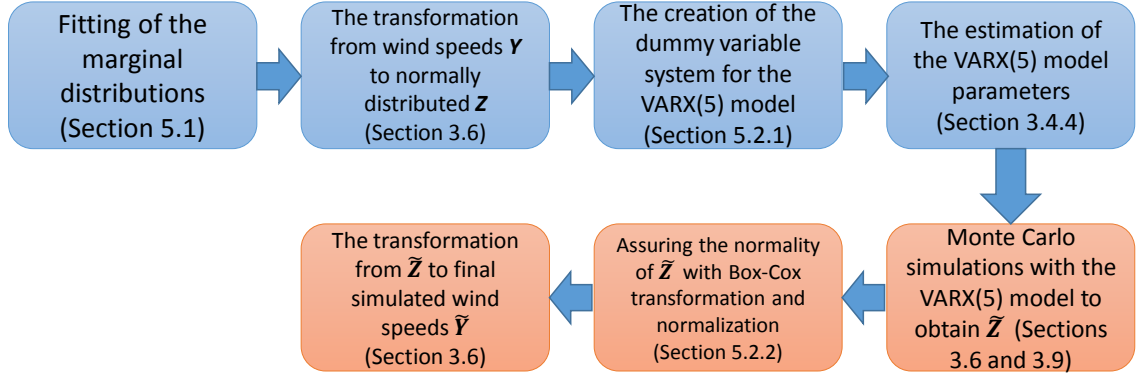 Fitting of the
marginal
distributions
(Section 5.1)
The transformation
from wind speeds Y
to normally
distributed Z
(Section 3.6)
The creation of the
dummy variable
system for the
VARX(5) model
(Section 5.2.1)
The estimation of
the VARX(5) model
parameters
(Section 3.4.4)
Monte Carlo
simulations with the
VARX(5) model to
obtain Z̃ (Sections
3.6 and 3.9)
Assuring the normality
of Z̃ with Box-Cox
transformation and
normalization
(Section 5.2.2)
The transformation
from Z̃ to final
simulated wind
speeds Ỹ
(Section 3.6)